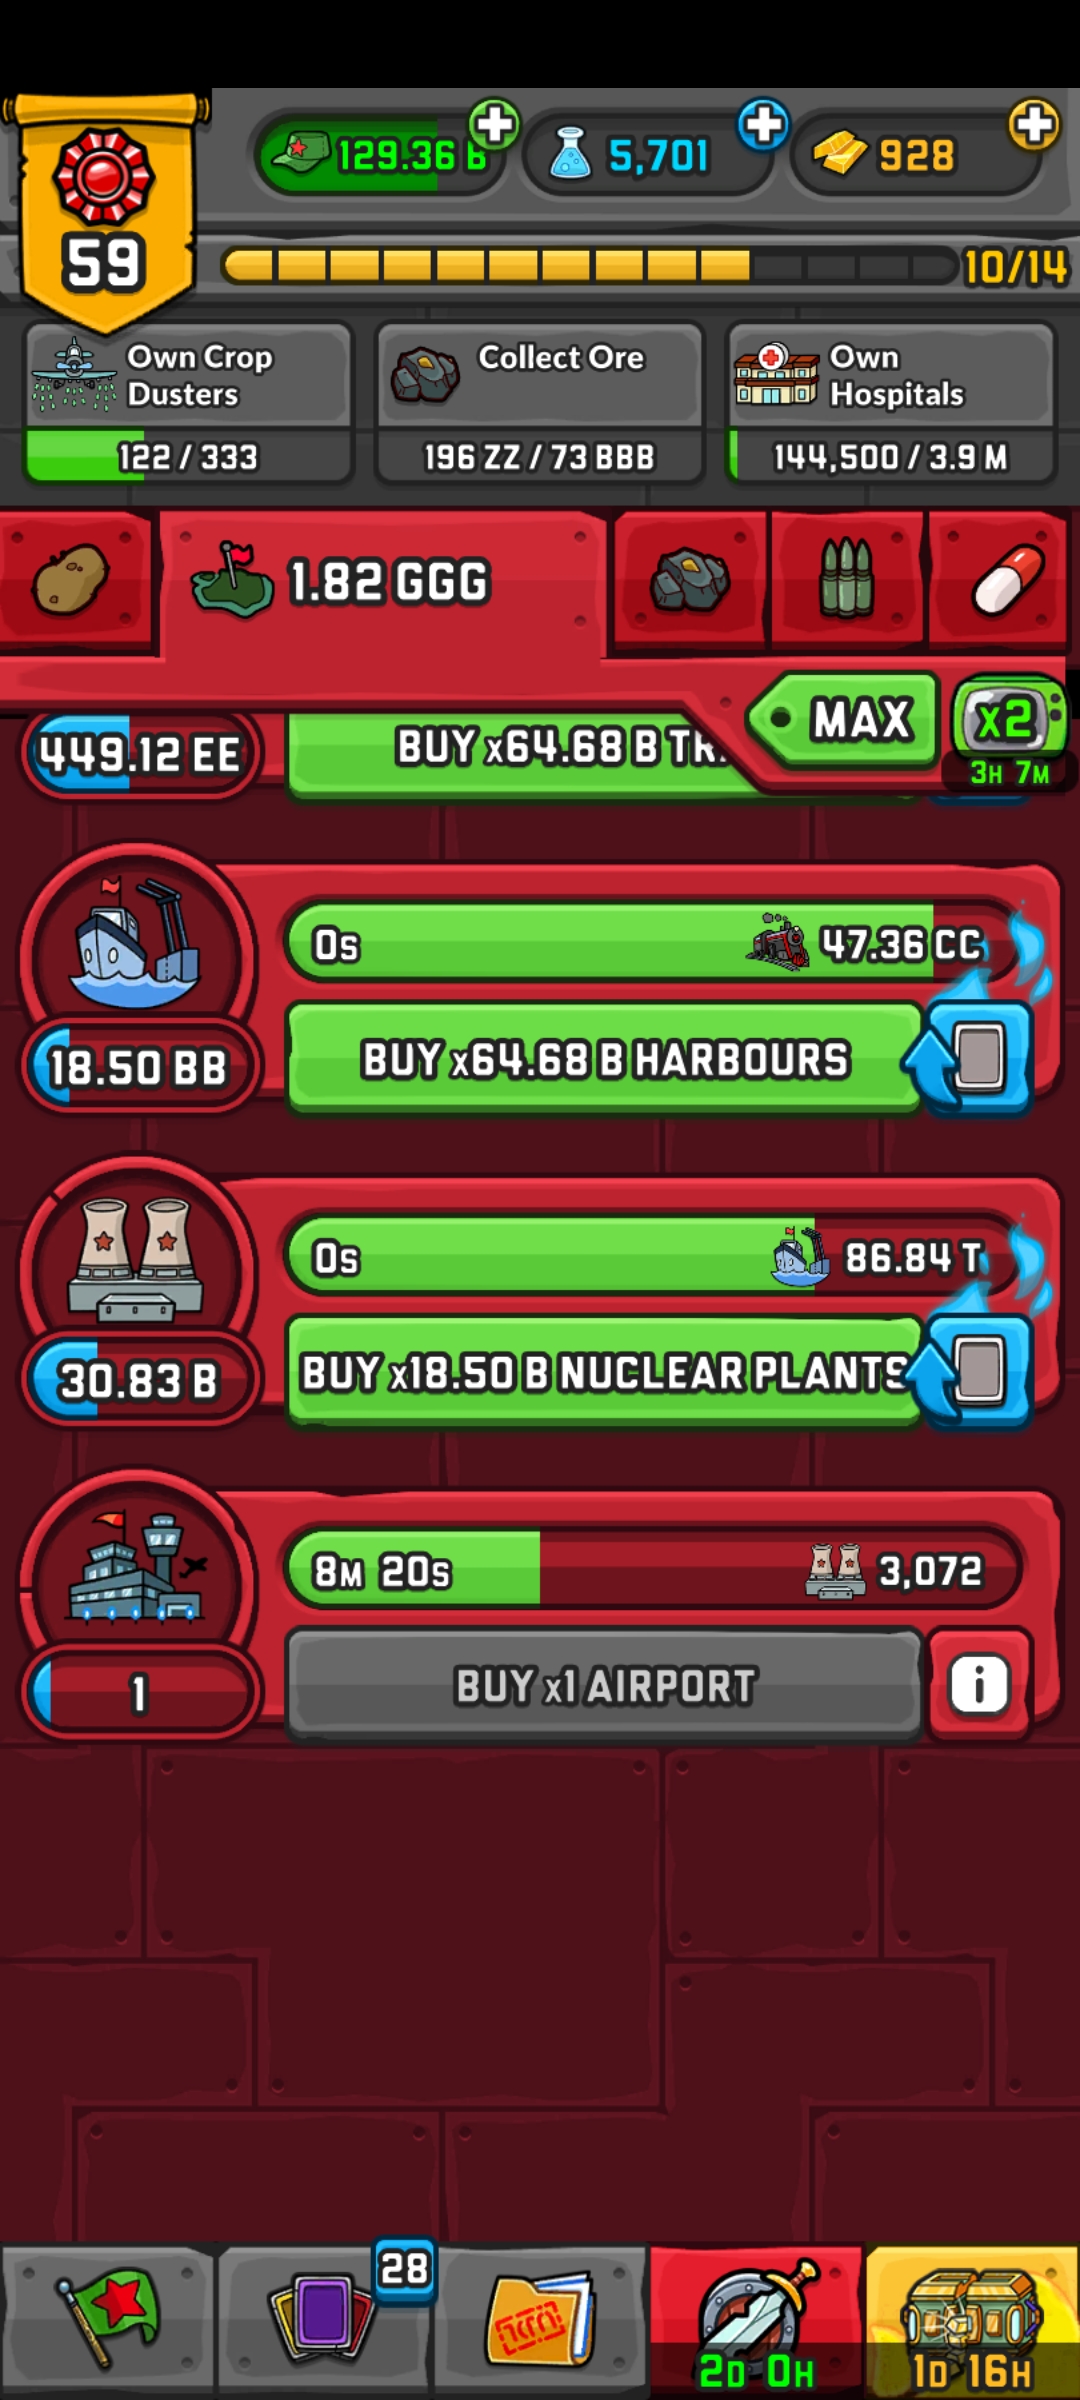 129.36 B
5,701
928
59
10/14
Own Crop
Dusters
122 / 333
Collect Ore
196 ZZ / 73 BBB
Own
Hospitals
144,500 / 3.9 M
1.82 GGG
MAX
x2
3H 7M
449.12 EE
BUY x64.68 B
0s
47.36 CC
18.50 BB
BUY x64.68 B HARBOURS
0s
86.84 T
30.83 B
BUY x18.50 B NUCLEAR PLANTS
8M 20s
3,072
1
BUY x1 AIRPORT
i
28
2D 0H
1D 16H